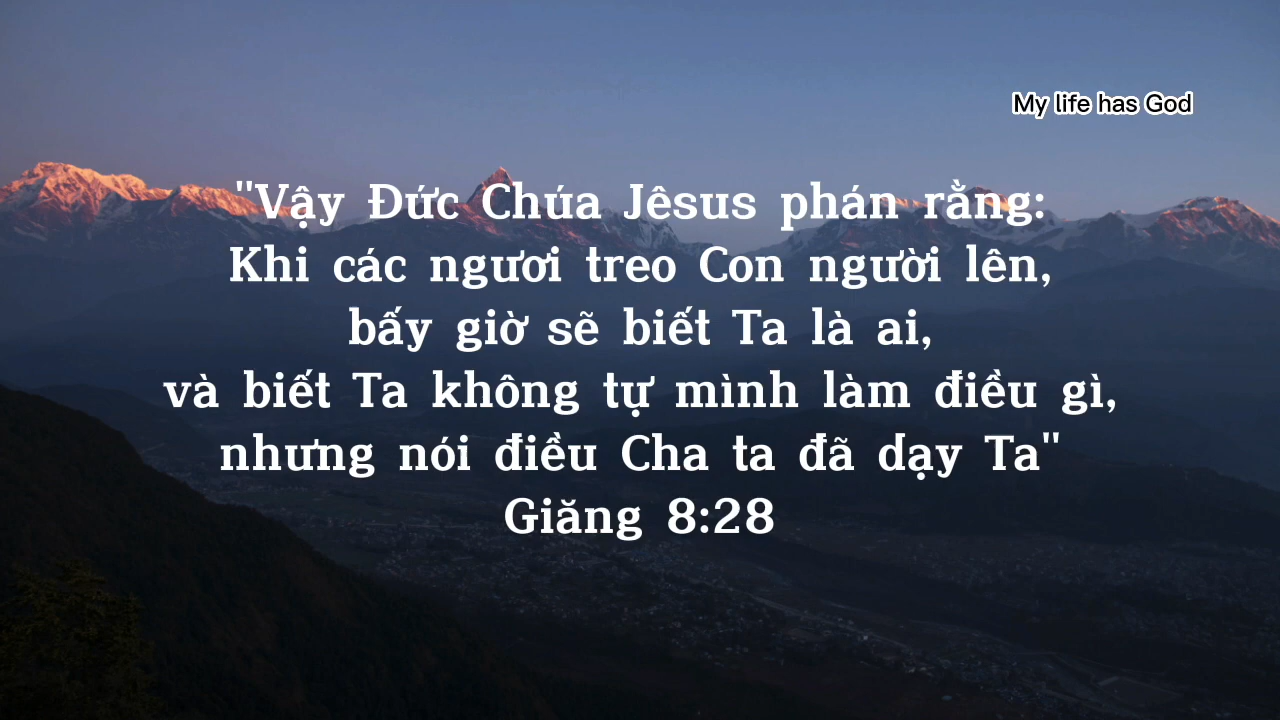 My life has God
"Vậy Đức Chúa Jêsus phán rằng:
Khi các ngươi treo Con người lên,
bấy giờ sẽ biết Ta là ai,
và biết Ta không tự mình làm điều gì,
nhưng nói điều Cha ta đã dạy Ta"
Giăng 8:28